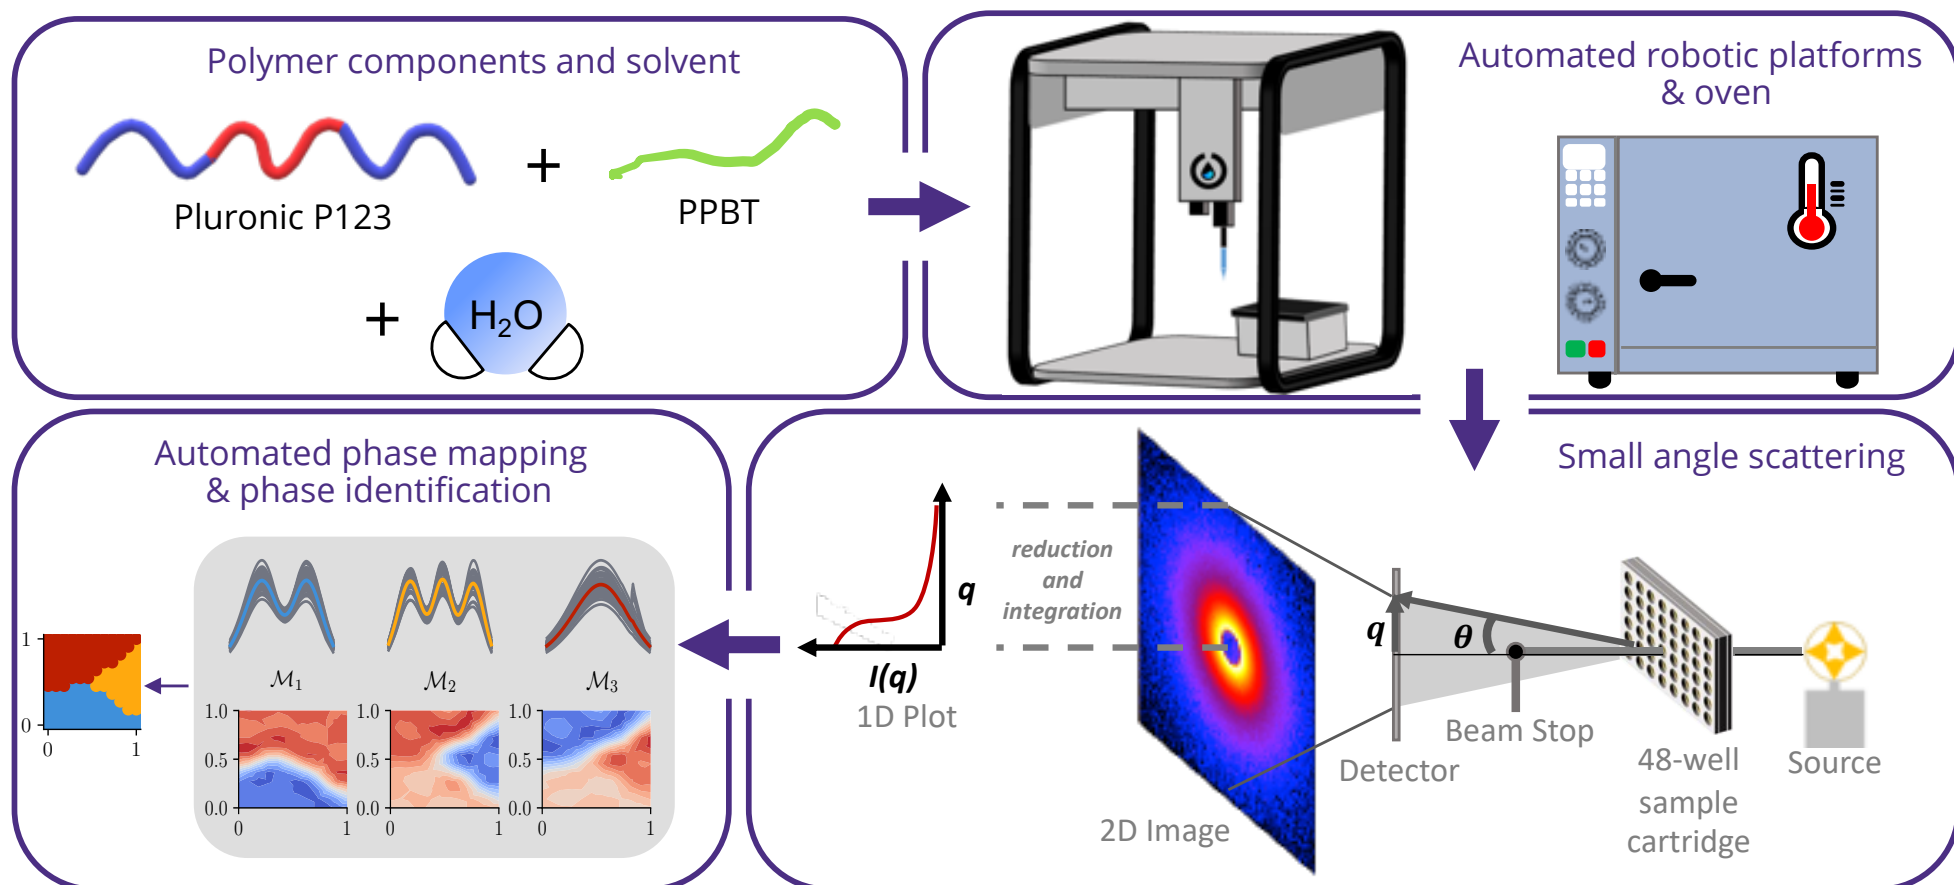 Polymer components and solvent
+
Pluronic P123
PPBT
+
H₂O
Automated robotic platforms
& oven
Automated phase mapping
& phase identification
ℳ₁
ℳ₂
ℳ₃
1
0
0
1
1.0
0.5
0.0
0
1
1.0
0.5
0.0
0
1
1.0
0.5
0.0
0
1
Small angle scattering
q
I(q)
1D Plot
reduction
and
integration
2D Image
q
θ
Detector
Beam Stop
48-well
sample
cartridge
Source